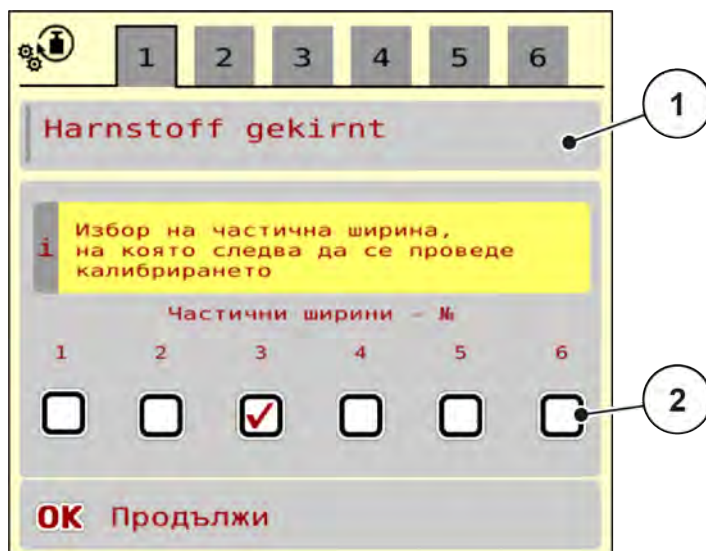 1 2 3 4 5 6
Harnstoff gekirnt
1
i
Избор на частична ширина,
на която следва да се проведе
калибрирането
Частични ширини - №
1 2 3 4 5 6
2
OK Продължи